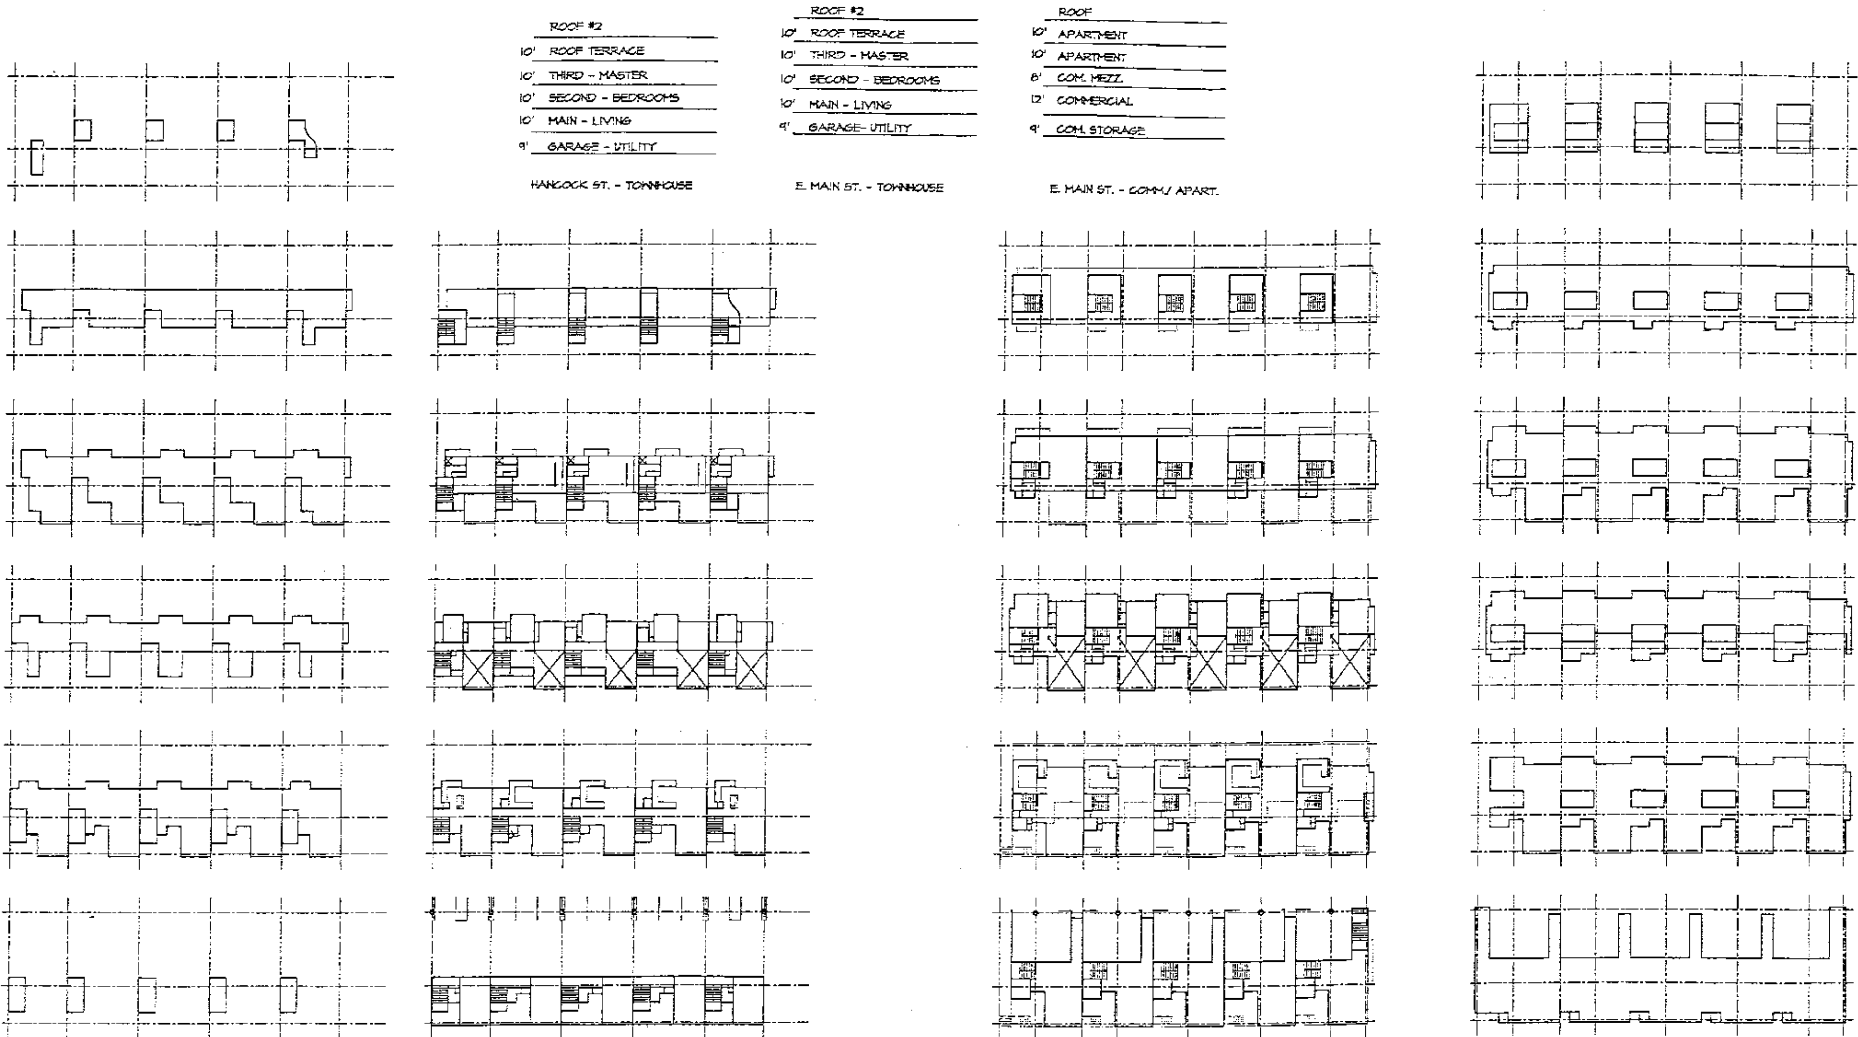 ROOF #2
10' ROOF TERRACE
10' THIRD - MASTER
10' SECOND - BEDROOMS
10' MAIN - LIVING
9' GARAGE - UTILITY
HANCOCK ST. - TOWNHOUSE
ROOF #2
10' ROOF TERRACE
10' THIRD - MASTER
10' SECOND - BEDROOMS
10' MAIN - LIVING
9' GARAGE- UTILITY
E. MAIN ST. - TOWNHOUSE
ROOF
10' APARTMENT
10' APARTMENT
8' COM. MEZZ.
12' COMMERCIAL
9' COM. STORAGE
E. MAIN ST. - COMM./ APART.